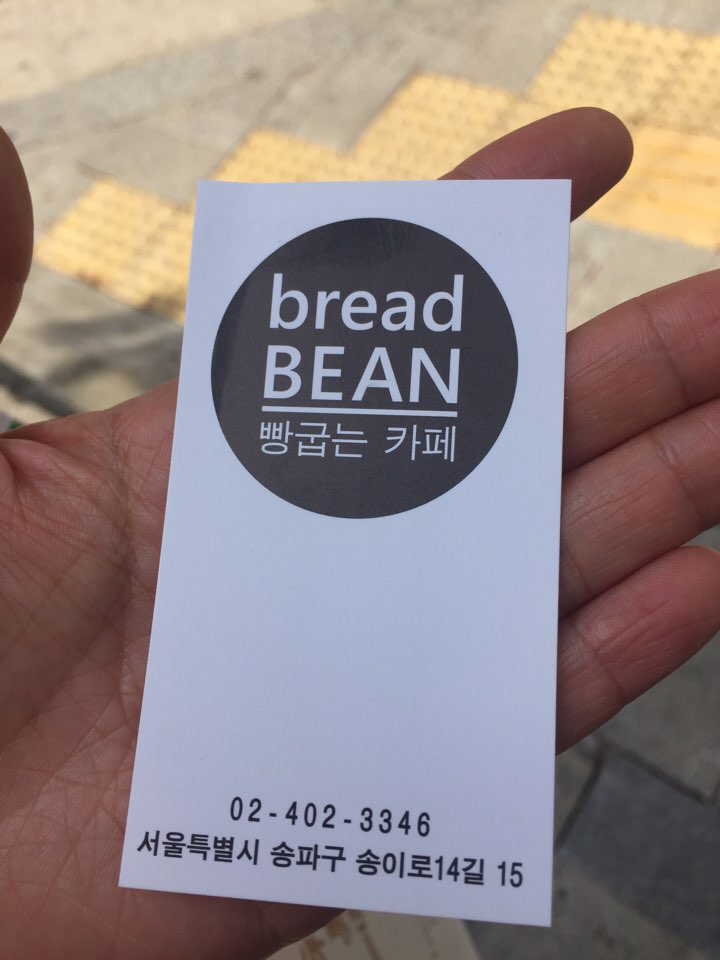 bread
BEAN
빵굽는 카페
02-402-3346
서울특별시 송파구 송이로14길 15